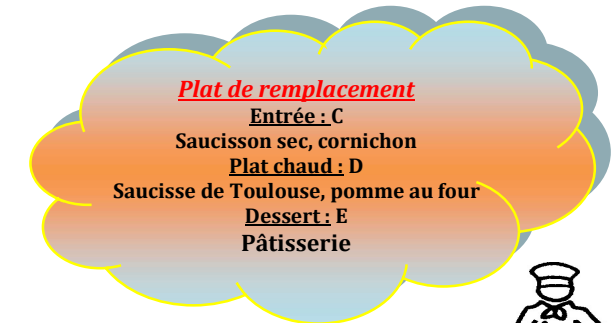 Plat de remplacement
Entrée : C
Saucisson sec, cornichon
Plat chaud : D
Saucisse de Toulouse, pomme au four
Dessert : E
Pâtisserie